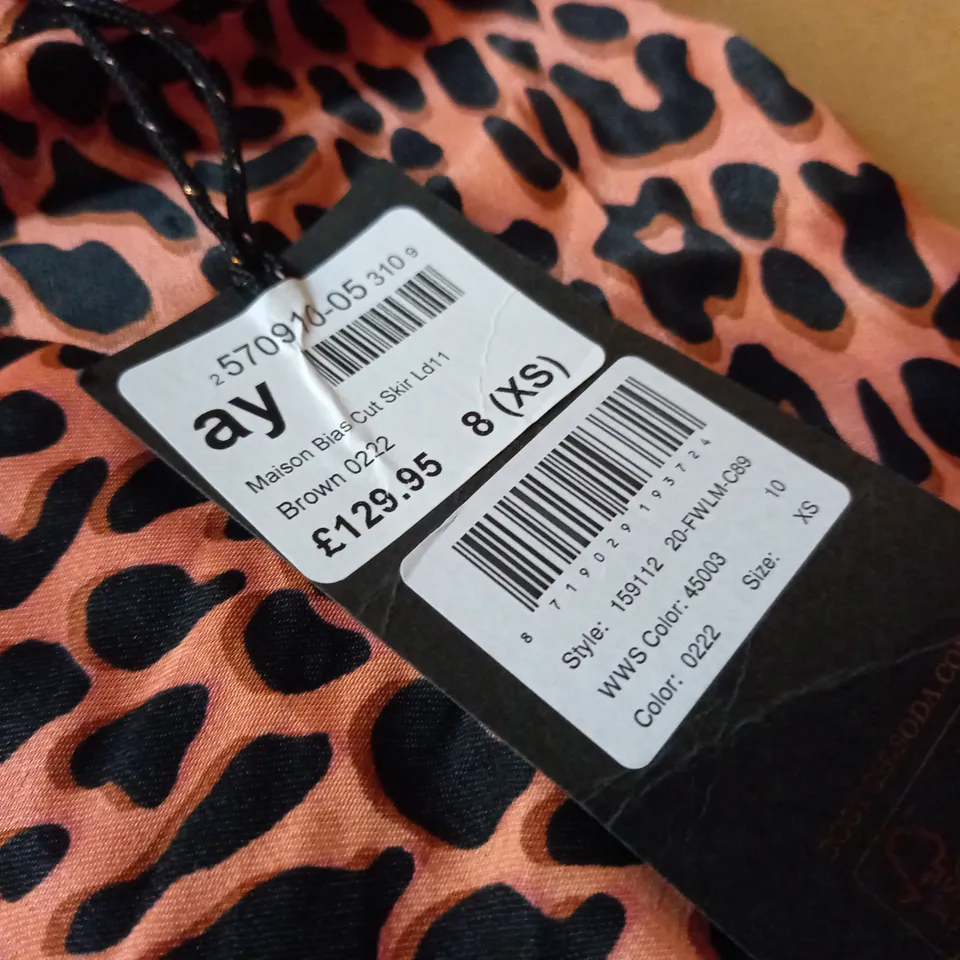 2 570916-05 310 9
ay
Maison Bias Cut Skir Ld11
Brown 0222
8 (XS)
£129.95
8 719029 193724
Style: 159112 20-FWLM-C89
WWS Color: 45003
Color: 0222
Size: 10
XS